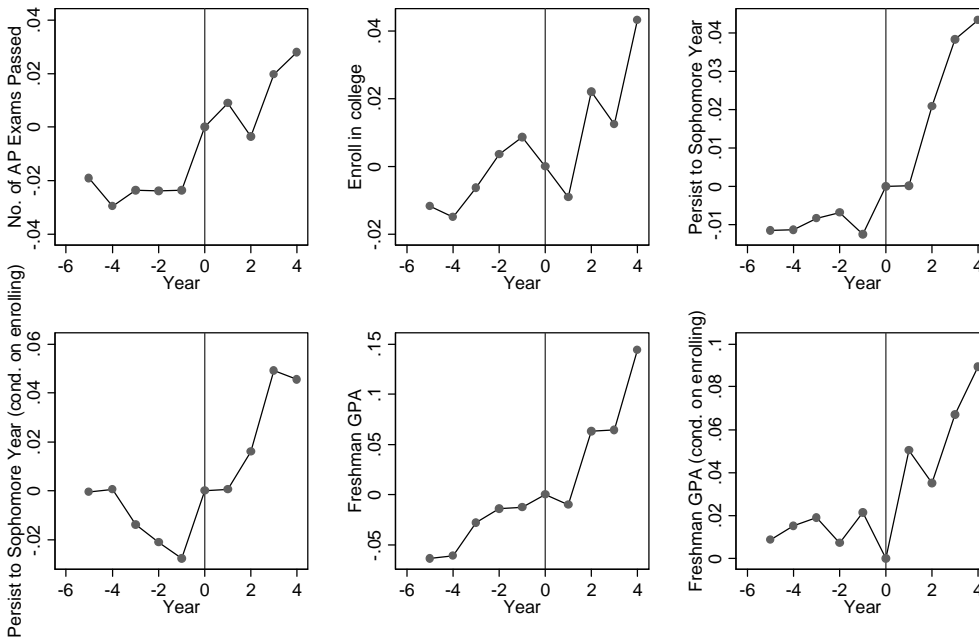 No. of AP Exams Passed
-.04 -.02 0 .02 .04
-6 -4 -2 0 2 4
Year
Enroll in college
-.02 0 .02 .04
-6 -4 -2 0 2 4
Year
Persist to Sophomore Year
-.01 0 .01 .02 .03 .04
-6 -4 -2 0 2 4
Year
Persist to Sophomore Year (cond. on enrolling)
-.02 0 .02 .04 .06
-6 -4 -2 0 2 4
Year
Freshman GPA
-.05 0 .05 .1 .15
-6 -4 -2 0 2 4
Year
Freshman GPA (cond. on enrolling)
0 .02 .04 .06 .08 .1
-6 -4 -2 0 2 4
Year